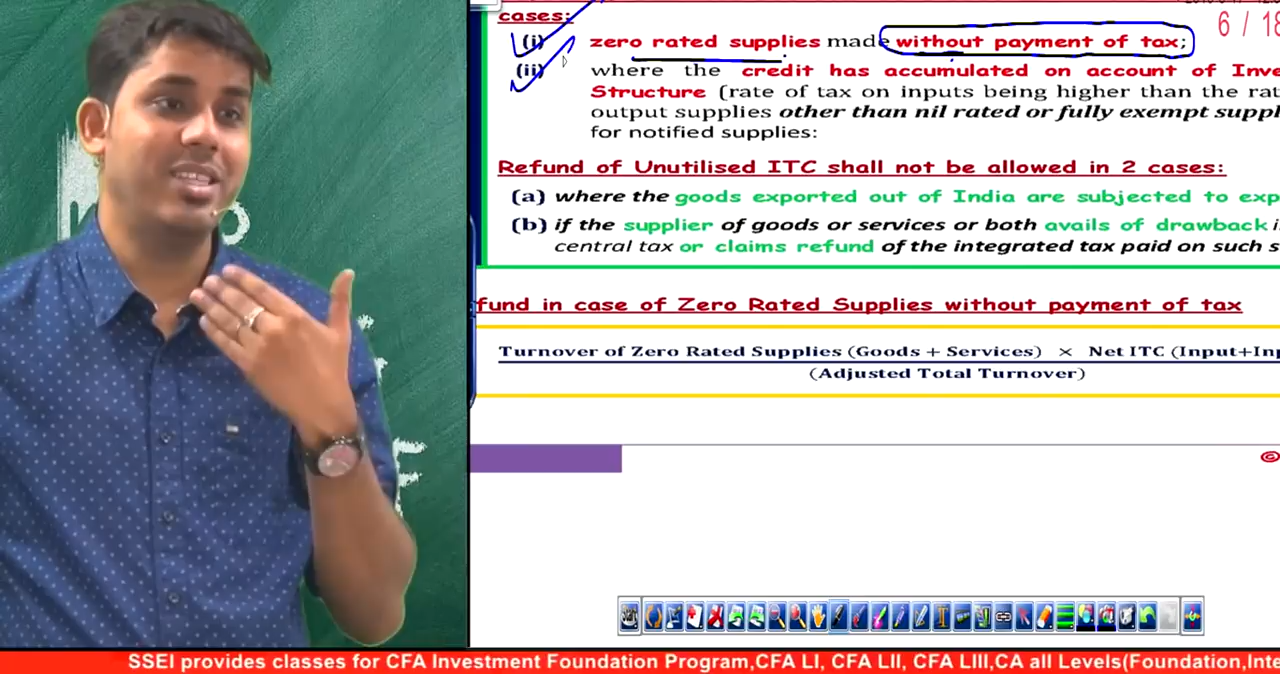 cases:
6 / 18
(i) zero rated supplies made without payment of tax;
(ii) where the credit has accumulated on account of Inve
Structure (rate of tax on inputs being higher than the rat
output supplies other than nil rated or fully exempt suppl
for notified supplies:
Refund of Unutilised ITC shall not be allowed in 2 cases:
(a) where the goods exported out of India are subjected to exp
(b) if the supplier of goods or services or both avails of drawback i
central tax or claims refund of the integrated tax paid on such s
fund in case of Zero Rated Supplies without payment of tax
Turnover of Zero Rated Supplies (Goods + Services) × Net ITC (Input+Inp
(Adjusted Total Turnover)
©
SSEI provides classes for CFA Investment Foundation Program,CFA LI, CFA LII, CFA LIII,CA all Levels(Foundation,Inte